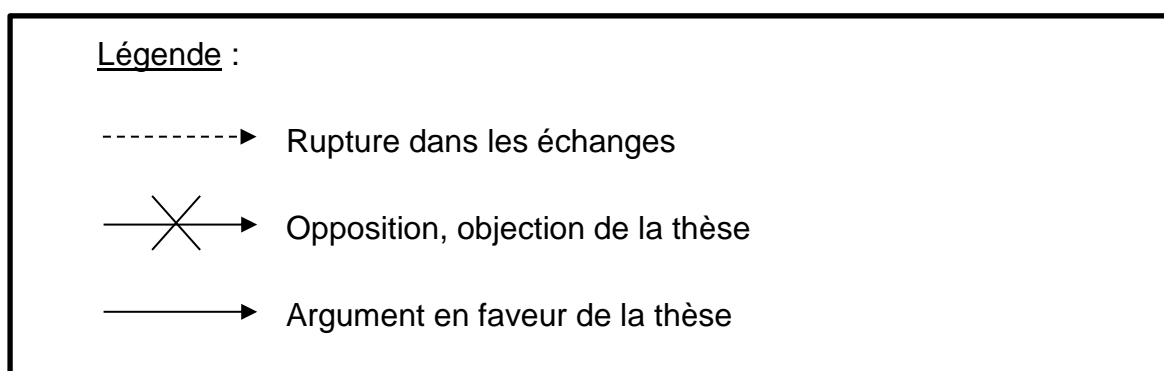 Légende :
Rupture dans les échanges
Opposition, objection de la thèse
Argument en faveur de la thèse